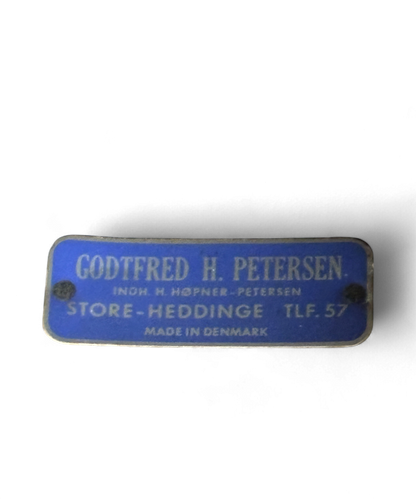 GODTFRED H. PETERSEN
INDH. H. HØPNER-PETERSEN
STORE-HEDDINGE TLF. 57
MADE IN DENMARK